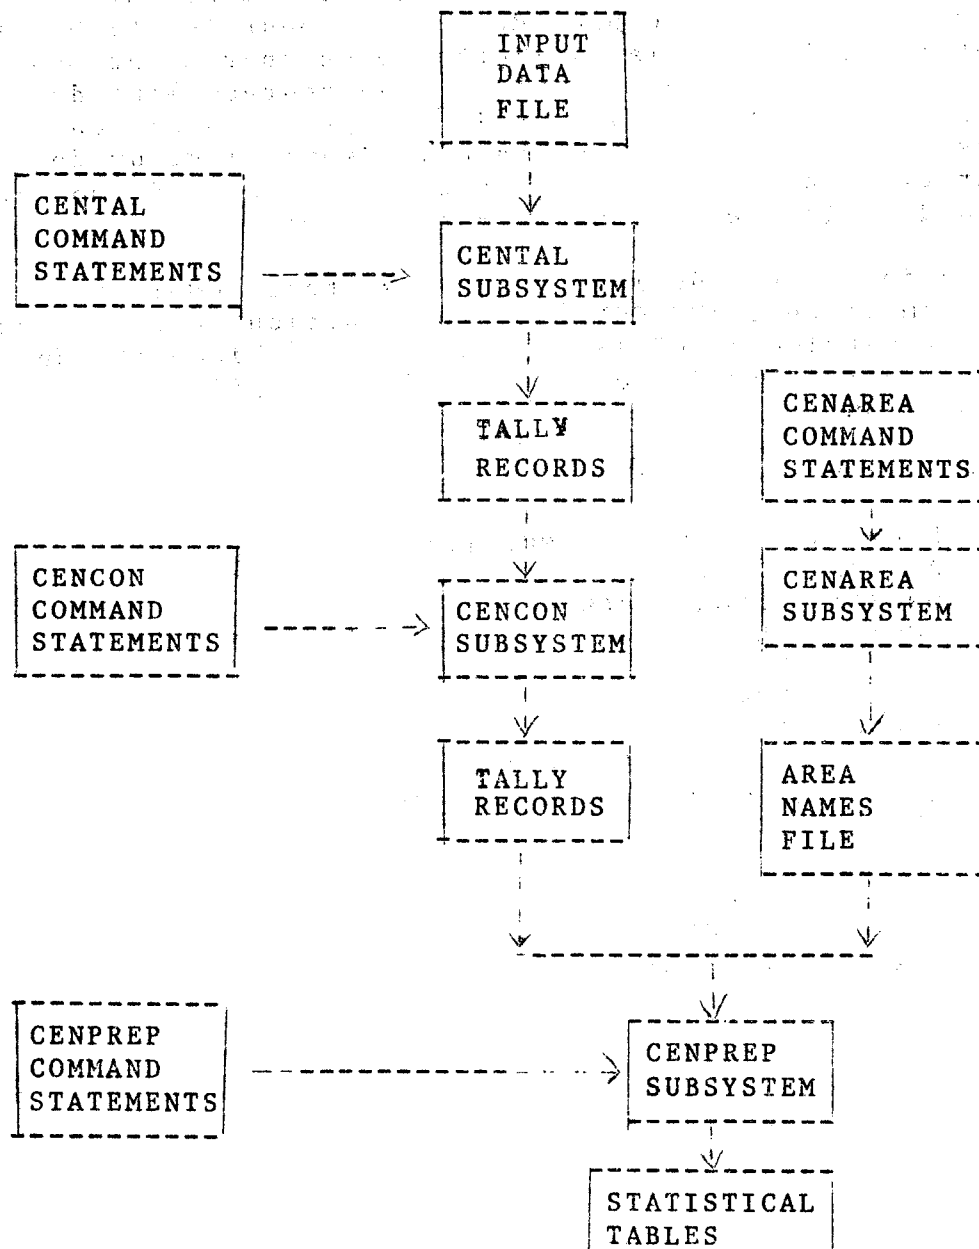 INPUT
DATA
FILE
CENTAL
COMMAND
STATEMENTS
CENTAL
SUBSYSTEM
TALLY
RECORDS
CENAREA
COMMAND
STATEMENTS
CENCON
COMMAND
STATEMENTS
CENCON
SUBSYSTEM
CENAREA
SUBSYSTEM
TALLY
RECORDS
AREA
NAMES
FILE
CENPREP
COMMAND
STATEMENTS
CENPREP
SUBSYSTEM
STATISTICAL
TABLES